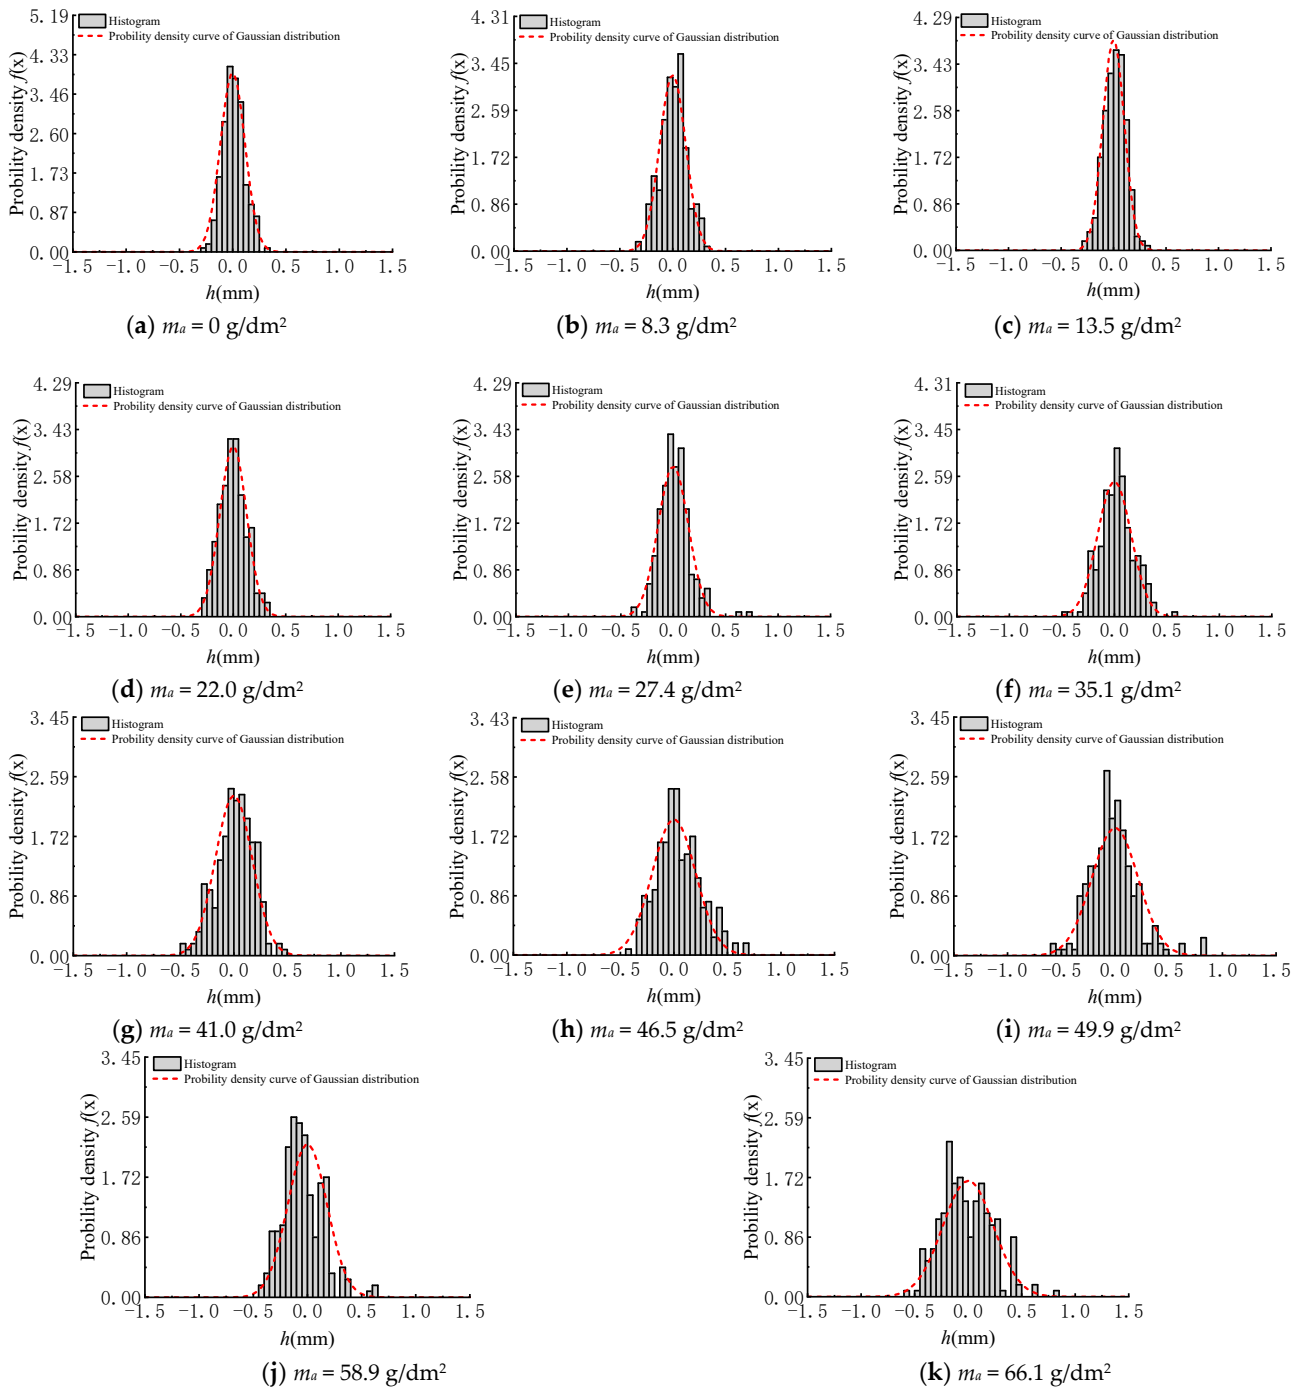 5.19
4.33
3.46
2.60
1.73
0.87
0.00
Probility density f(x)
Histogram
Probility density curve of Gaussian distribution
-1.5 -1.0 -0.5 0.0 0.5 1.0 1.5
h(mm)
(a) mₐ = 0 g/dm²
4.31
3.45
2.59
1.72
0.86
0.00
Probility density f(x)
Histogram
Probility density curve of Gaussian distribution
-1.5 -1.0 -0.5 0.0 0.5 1.0 1.5
h(mm)
(b) mₐ = 8.3 g/dm²
4.29
3.43
2.58
1.72
0.86
0.00
Probility density f(x)
Histogram
Probility density curve of Gaussian distribution
-1.5 -1.0 -0.5 0.0 0.5 1.0 1.5
h(mm)
(c) mₐ = 13.5 g/dm²
4.29
3.43
2.58
1.72
0.86
0.00
Probility density f(x)
Histogram
Probility density curve of Gaussian distribution
-1.5 -1.0 -0.5 0.0 0.5 1.0 1.5
h(mm)
(d) mₐ = 22.0 g/dm²
4.29
3.43
2.58
1.72
0.86
0.00
Probility density f(x)
Histogram
Probility density curve of Gaussian distribution
-1.5 -1.0 -0.5 0.0 0.5 1.0 1.5
h(mm)
(e) mₐ = 27.4 g/dm²
4.31
3.45
2.58
1.72
0.86
0.00
Probility density f(x)
Histogram
Probility density curve of Gaussian distribution
-1.5 -1.0 -0.5 0.0 0.5 1.0 1.5
h(mm)
(f) mₐ = 35.1 g/dm²
3.45
2.59
1.72
0.86
0.00
Probility density f(x)
Histogram
Probility density curve of Gaussian distribution
-1.5 -1.0 -0.5 0.0 0.5 1.0 1.5
h(mm)
(g) mₐ = 41.0 g/dm²
3.43
2.58
1.72
0.86
0.00
Probility density f(x)
Histogram
Probility density curve of Gaussian distribution
-1.5 -1.0 -0.5 0.0 0.5 1.0 1.5
h(mm)
(h) mₐ = 46.5 g/dm²
3.45
2.59
1.72
0.86
0.00
Probility density f(x)
Histogram
Probility density curve of Gaussian distribution
-1.5 -1.0 -0.5 0.0 0.5 1.0 1.5
h(mm)
(i) mₐ = 49.9 g/dm²
3.45
2.59
1.72
0.86
0.00
Probility density f(x)
Histogram
Probility density curve of Gaussian distribution
-1.5 -1.0 -0.5 0.0 0.5 1.0 1.5
h(mm)
(j) mₐ = 58.9 g/dm²
3.45
2.59
1.72
0.86
0.00
Probility density f(x)
Histogram
Probility density curve of Gaussian distribution
-1.5 -1.0 -0.5 0.0 0.5 1.0 1.5
h(mm)
(k) mₐ = 66.1 g/dm²